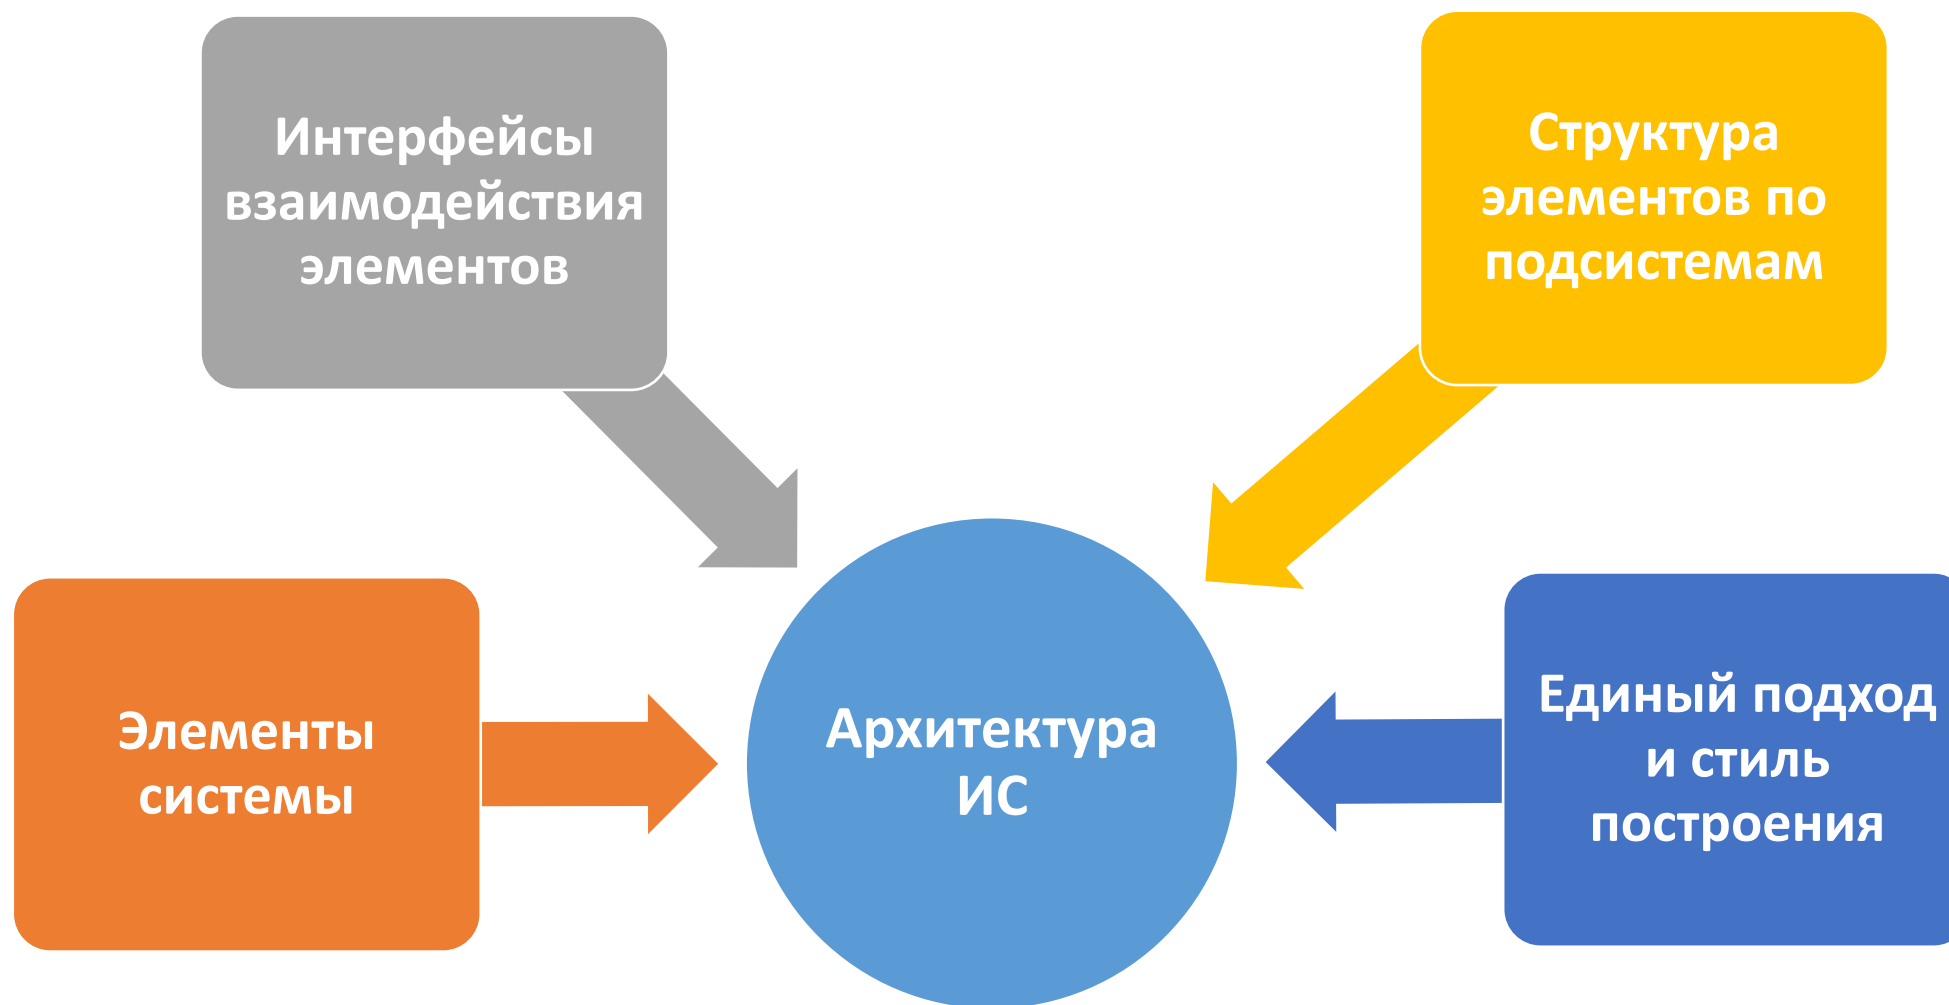 Интерфейсы
взаимодействия
элементов
Структура
элементов по
подсистемам
Элементы
системы
Архитектура
ИС
Единый подход
и стиль
построения